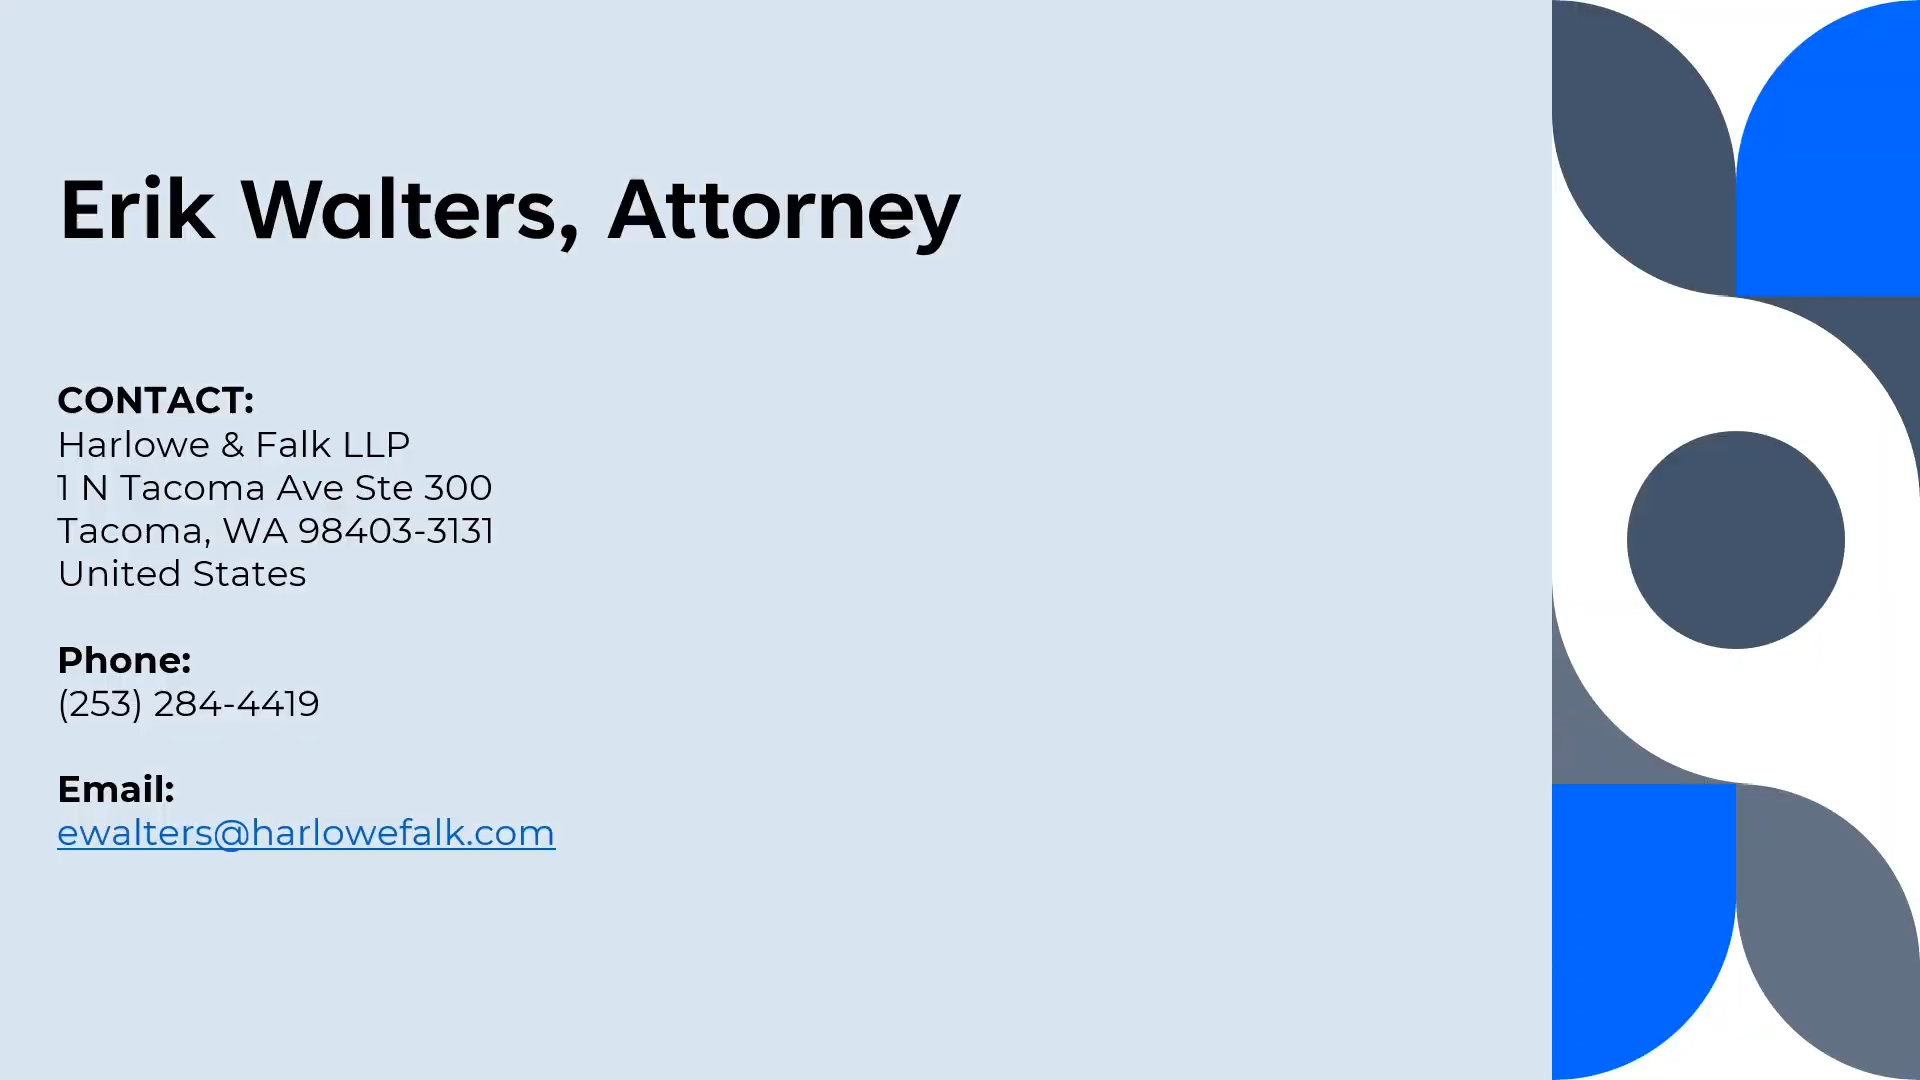 Erik Walters, Attorney
CONTACT:
Harlowe & Falk LLP
1 N Tacoma Ave Ste 300
Tacoma, WA 98403-3131
United States
Phone:
(253) 284-4419
Email:
ewalters@harlowefalk.com